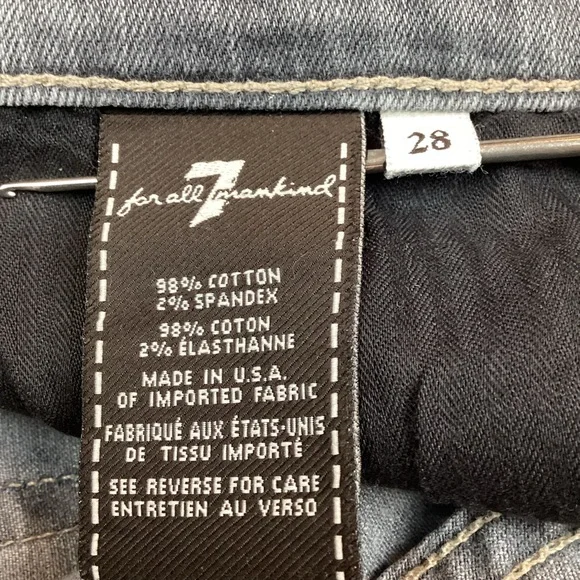 for all 7 mankind
28
98% COTTON
2% SPANDEX
98% COTON
2% ÉLASTHANNE
MADE IN U.S.A.
OF IMPORTED FABRIC
FABRIQUÉ AUX ÉTATS-UNIS
DE TISSU IMPORTÉ
SEE REVERSE FOR CARE
ENTRETIEN AU VERSO